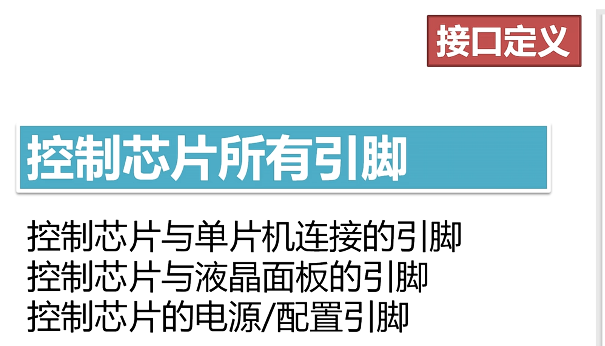 接口定义
控制芯片所有引脚
控制芯片与单片机连接的引脚
控制芯片与液晶面板的引脚
控制芯片的电源/配置引脚